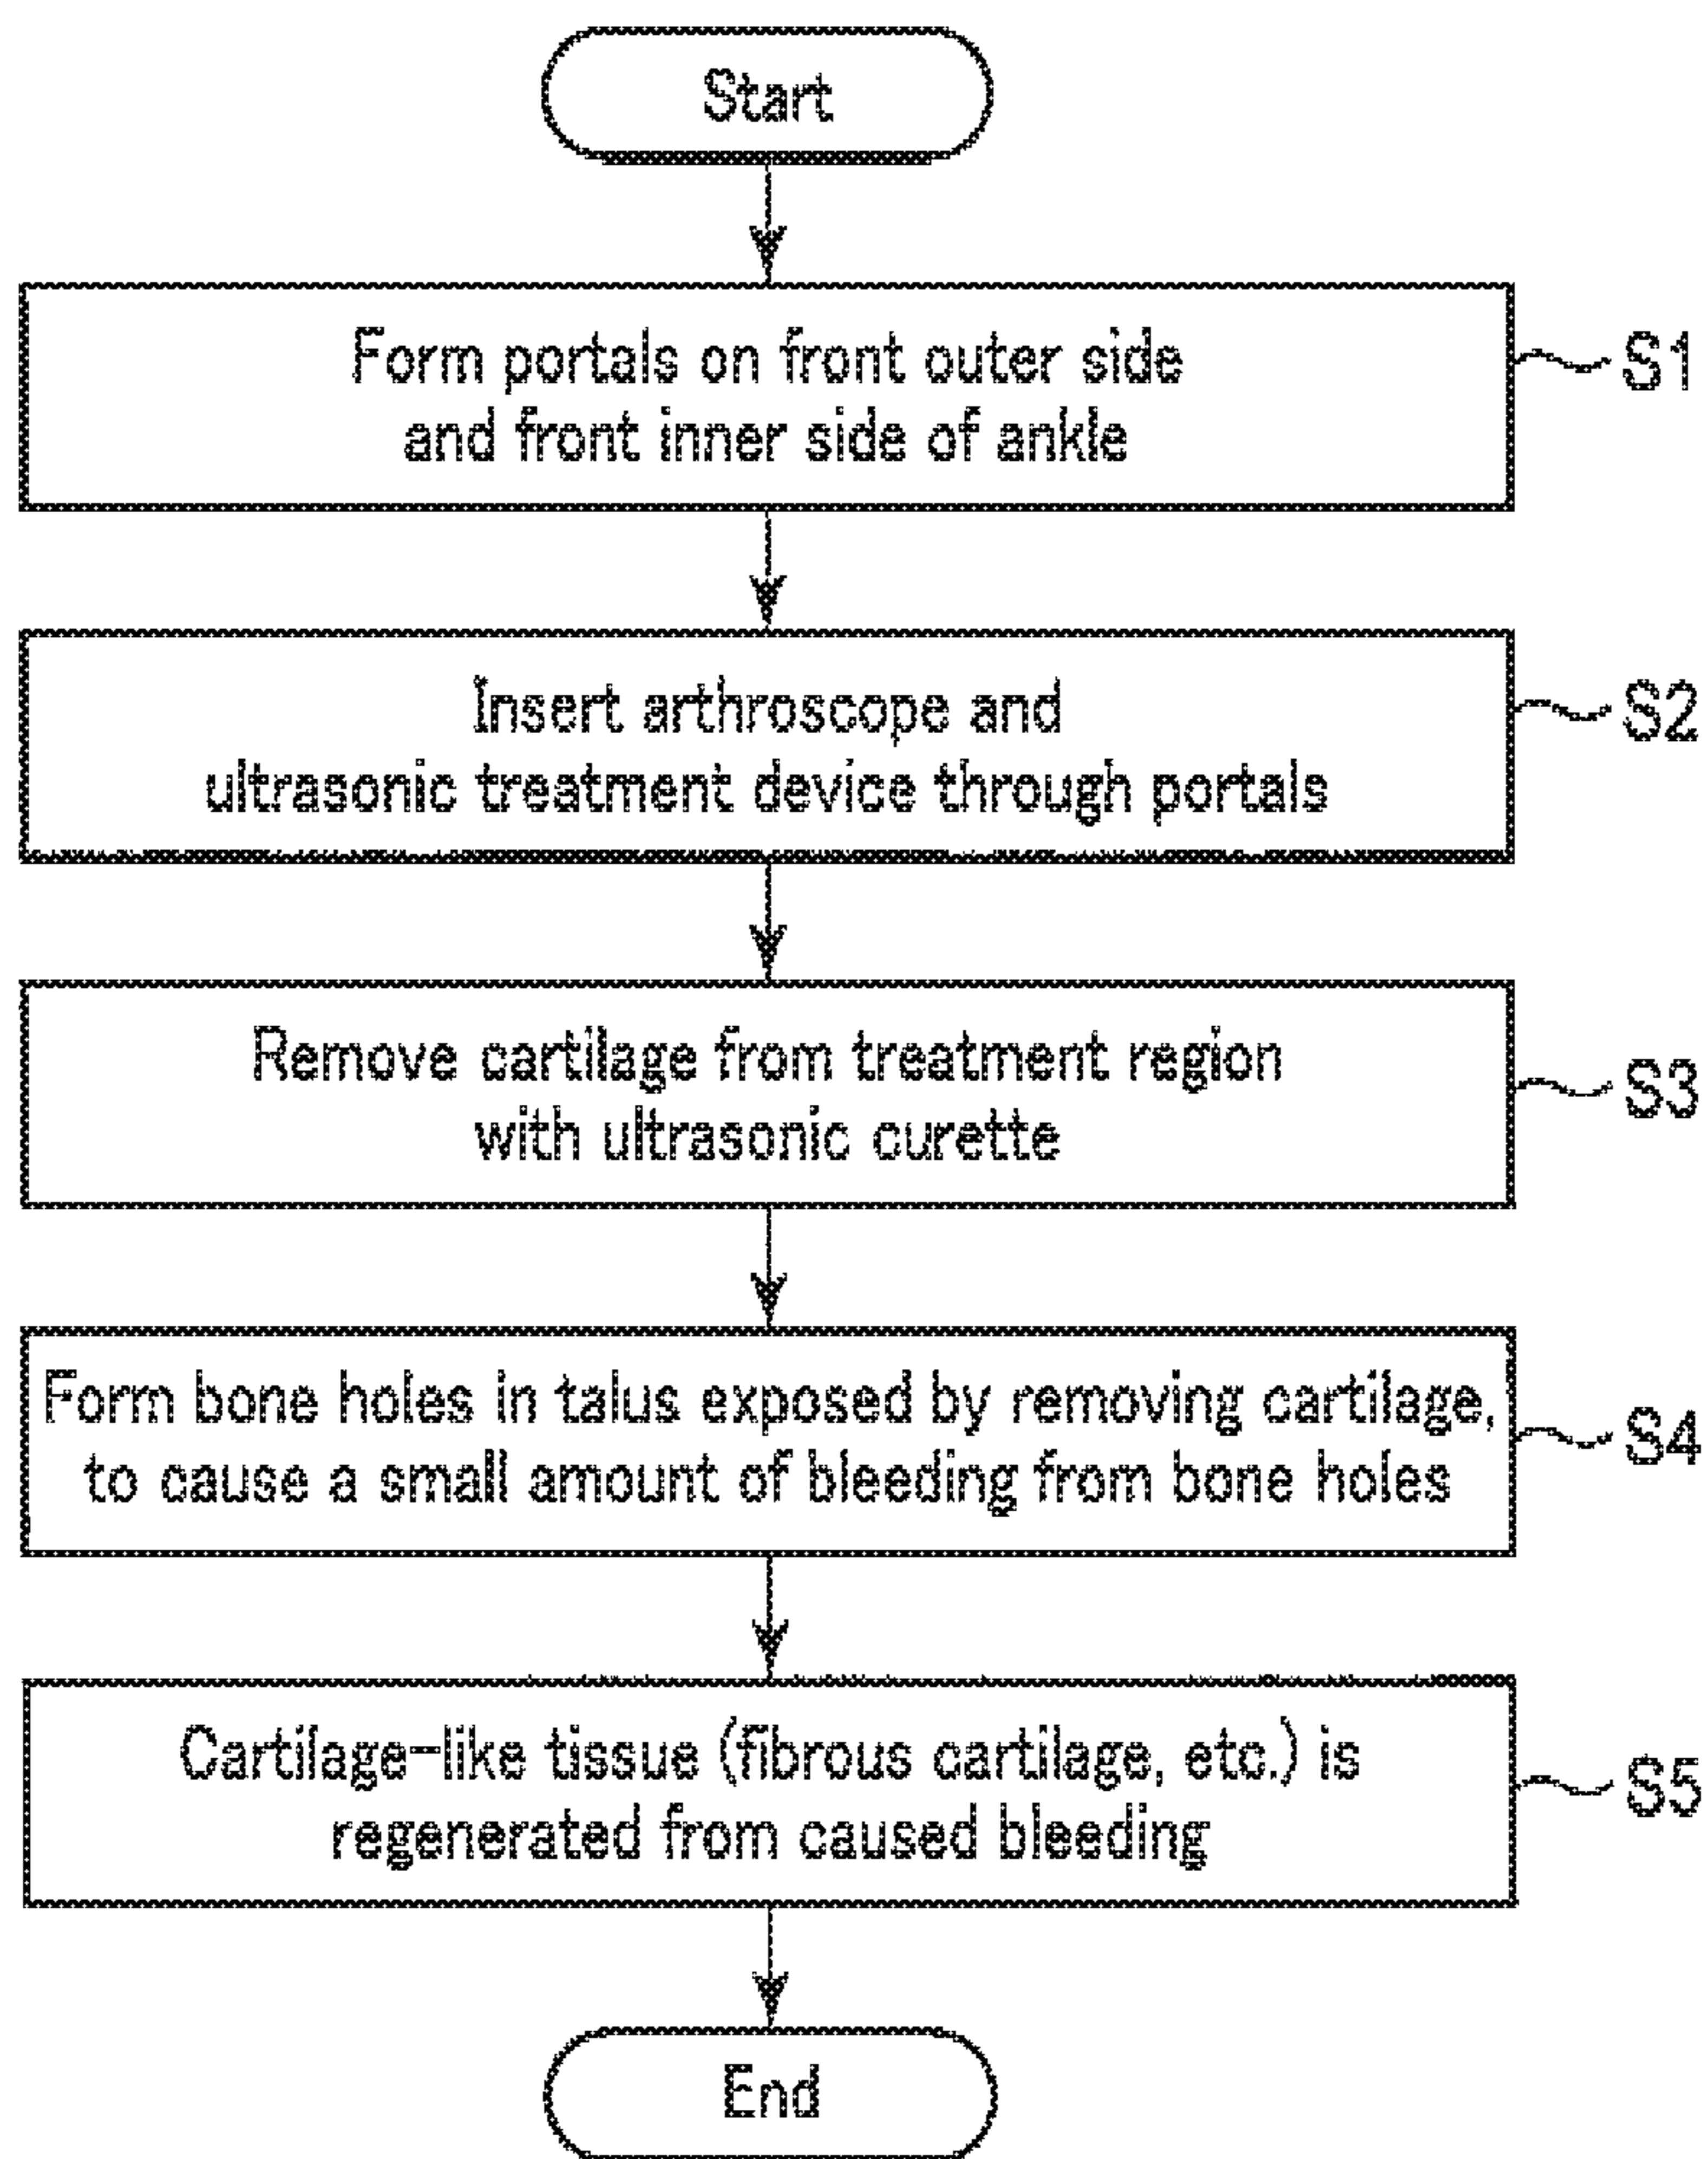 Start
Form portals on front outer side
and front inner side of ankle
S1
Insert arthroscope and
ultrasonic treatment device through portals
S2
Remove cartilage from treatment region
with ultrasonic curette
S3
Form bone holes in talus exposed by removing cartilage,
to cause a small amount of bleeding from bone holes
S4
Cartilage-like tissue (fibrous cartilage, etc.) is
regenerated from caused bleeding
S5
End